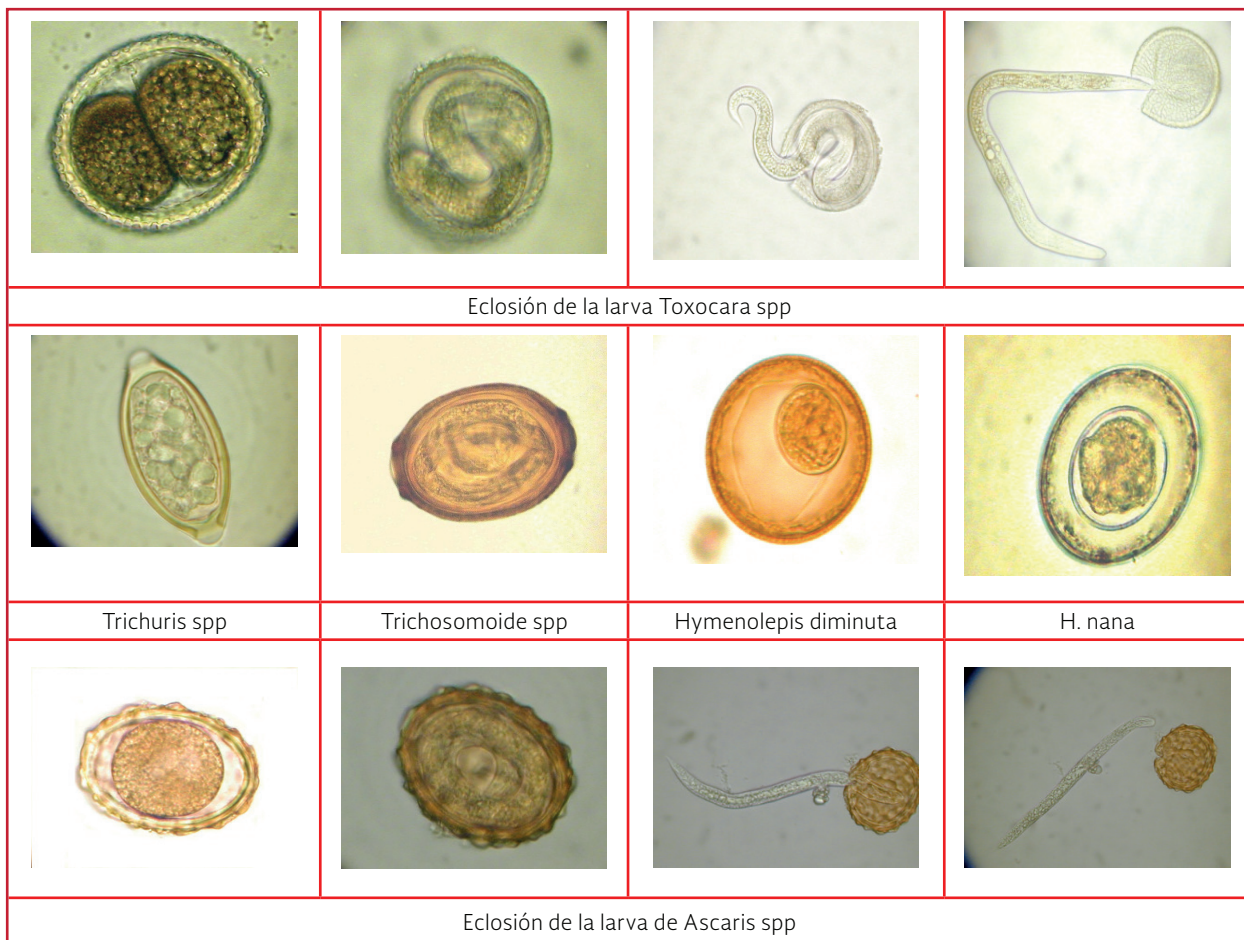 Eclosión de la larva Toxocara spp
Trichuris spp
Trichosomoide spp
Hymenolepis diminuta
H. nana
Eclosión de la larva de Ascaris spp